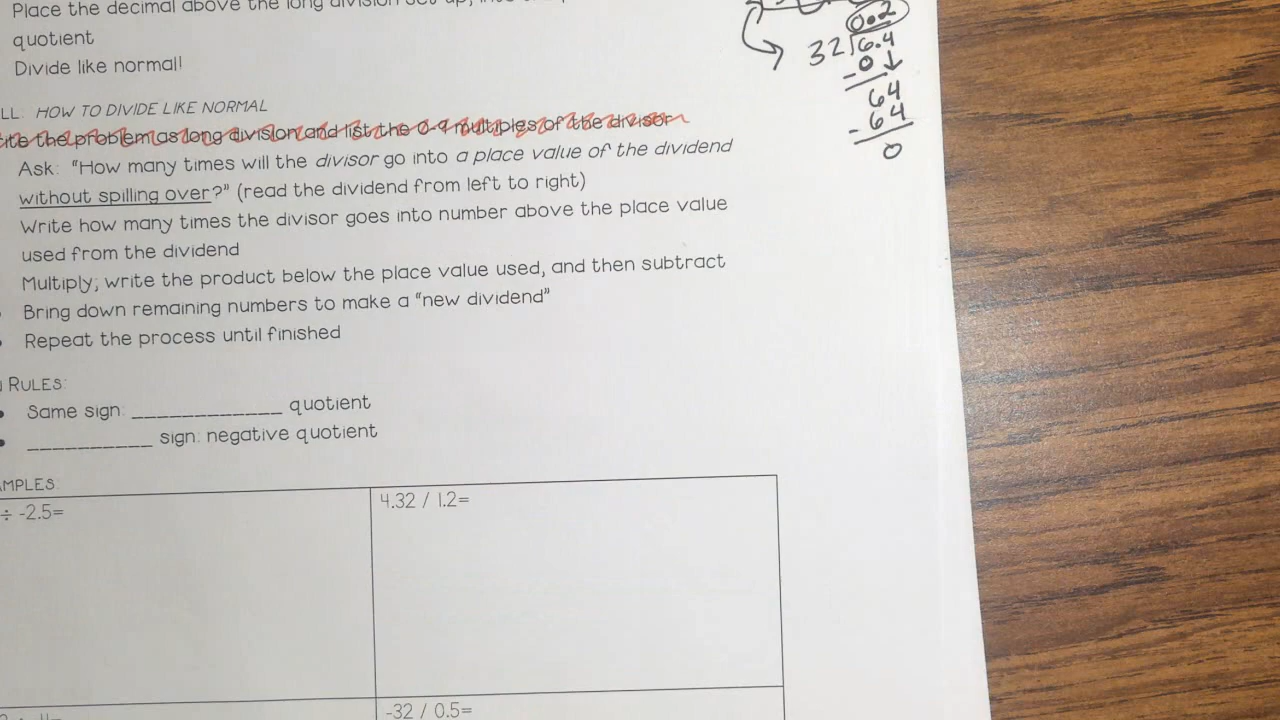 Place the decimal above the long division set up, into the
quotient
Divide like normal!
LL: HOW TO DIVIDE LIKE NORMAL
the problem as long division and list the 0-9 multiples of the divisor
Ask: "How many times will the divisor go into a place value of the dividend
without spilling over?" (read the dividend from left to right)
Write how many times the divisor goes into number above the place value
used from the dividend
Multiply; write the product below the place value used, and then subtract
Bring down remaining numbers to make a "new dividend"
Repeat the process until finished
RULES:
Same sign: ____________ quotient
__________ sign: negative quotient
MPLES:
÷ -2.5=
4.32 / 1.2=
-32 / 0.5=
0.2
32 6.4
- 0 ↓
64
- 64
0